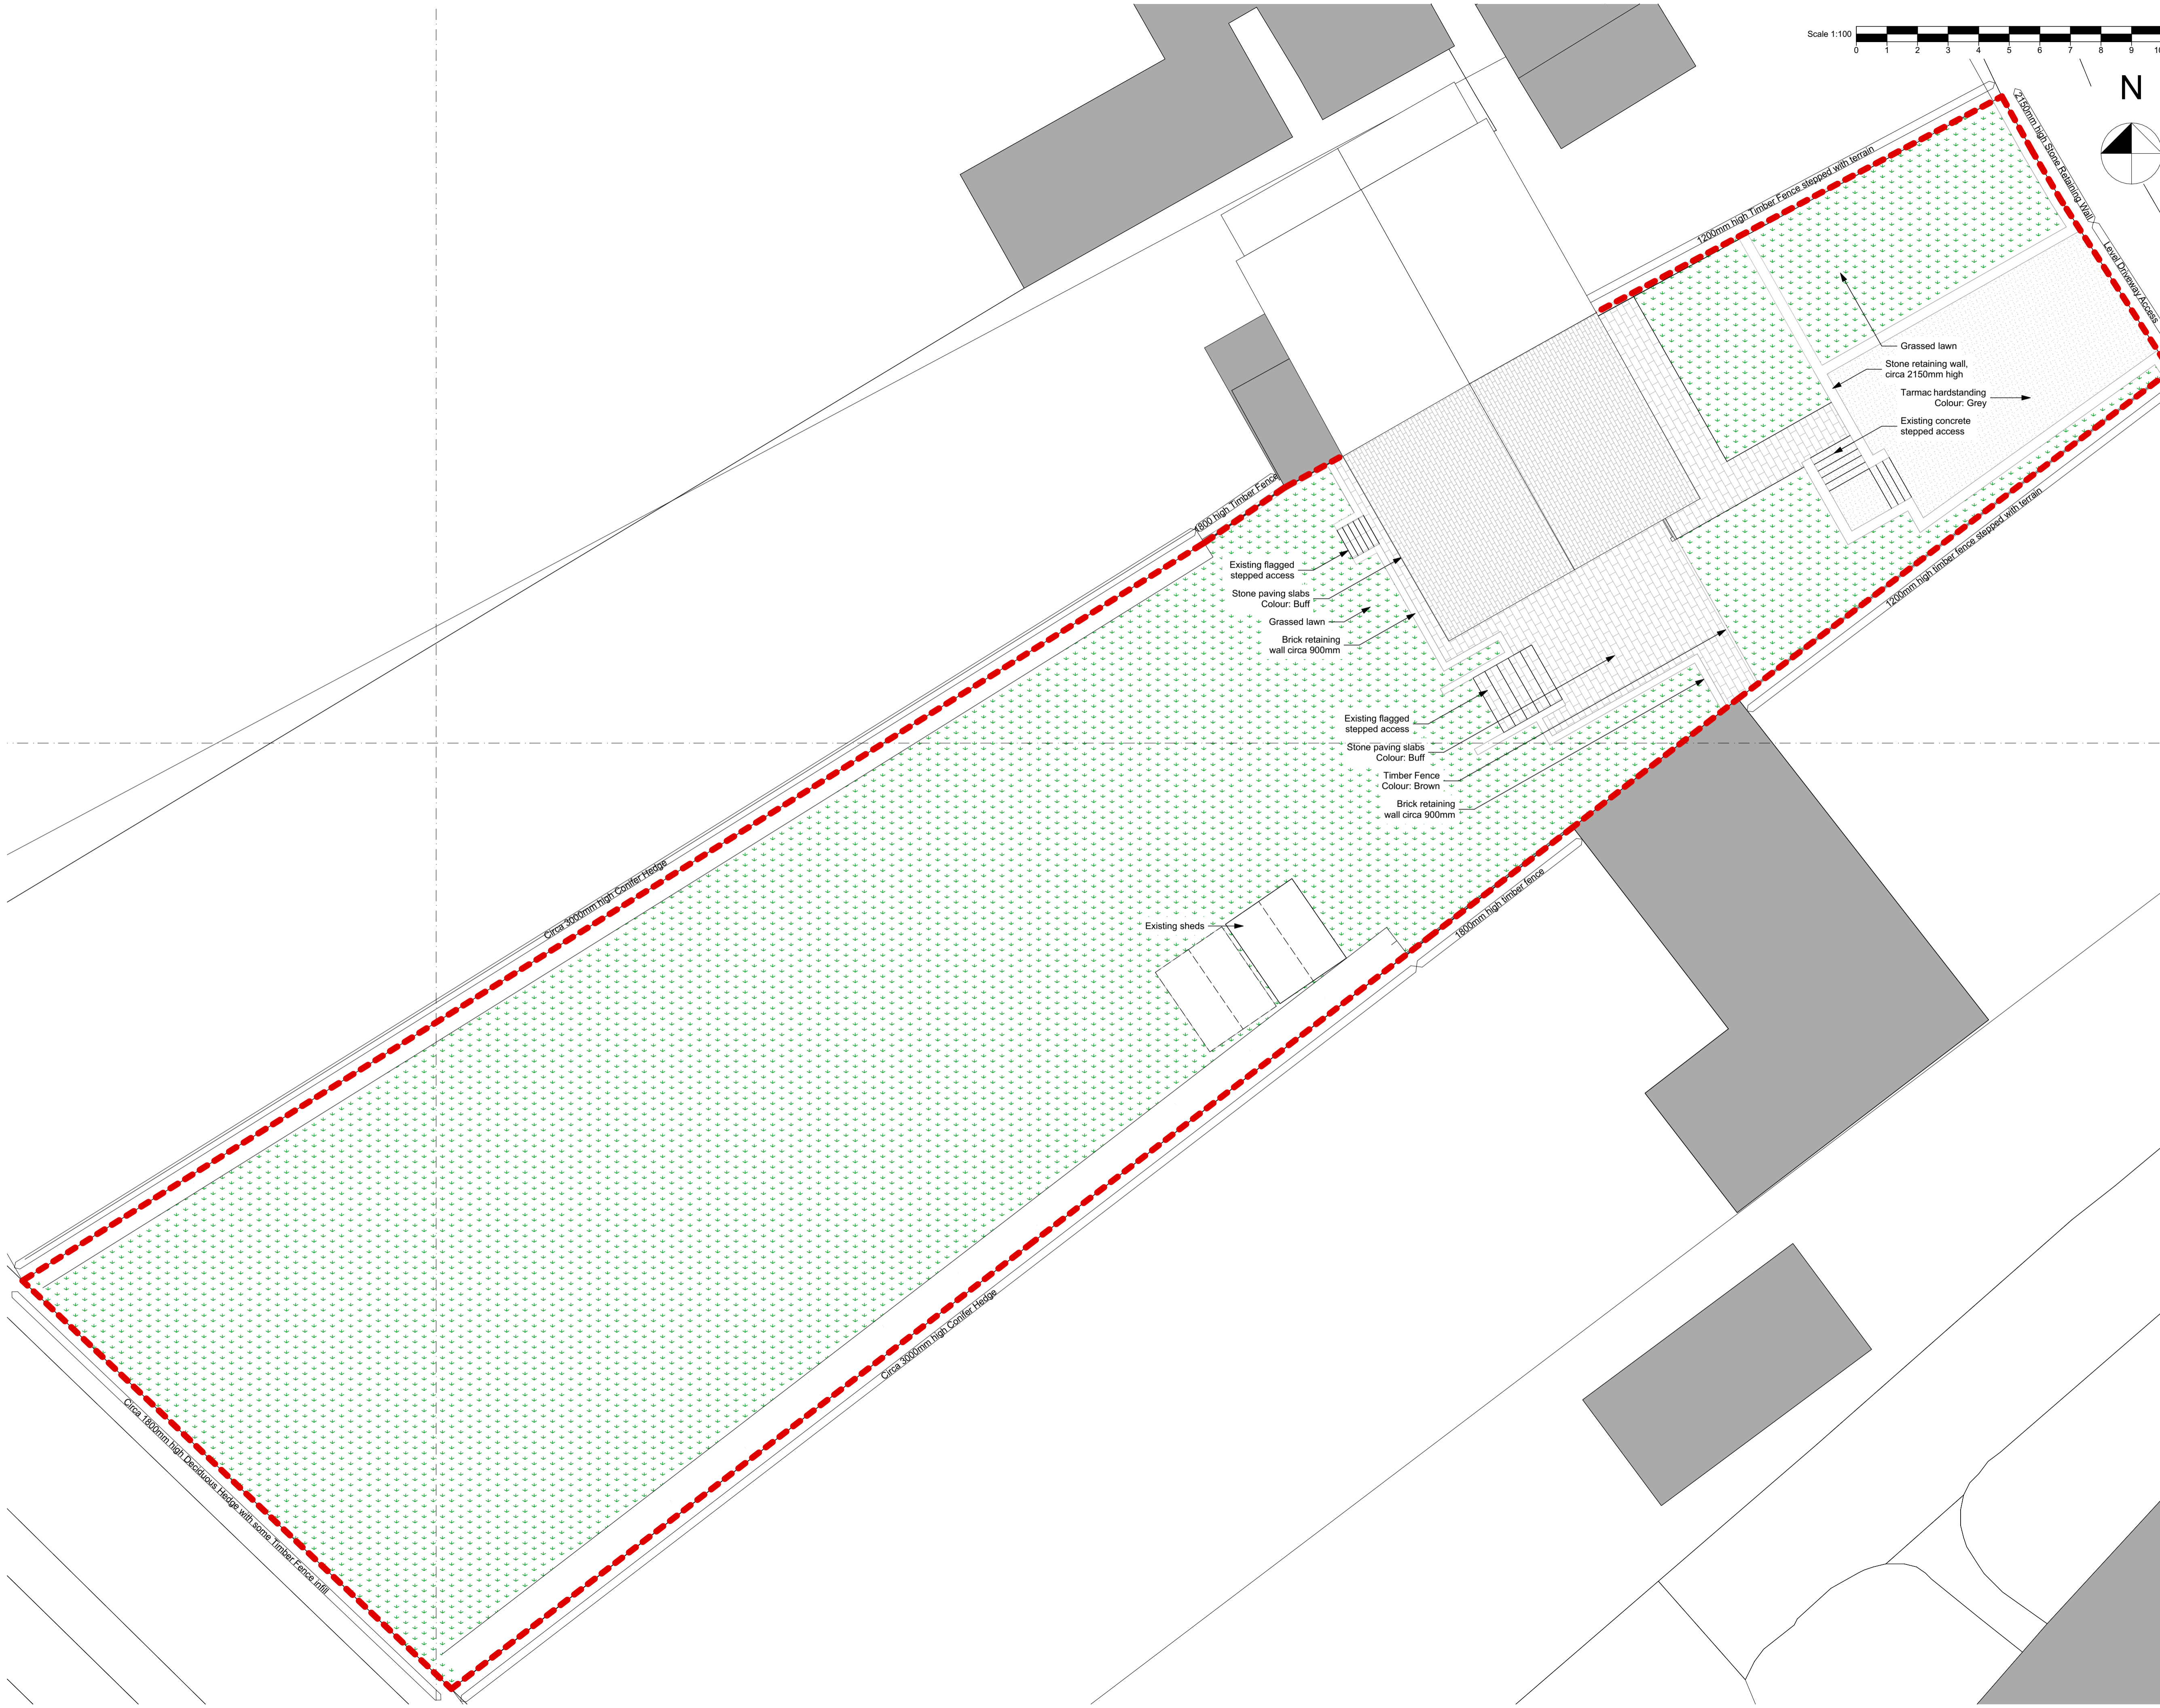 Scale 1:100
0 1 2 3 4 5 6 7 8 9 10
N
2150mm high Stone Retaining Wall
1200mm high Timber Fence stepped with terrain
Level Driveway Access
Grassed lawn
Stone retaining wall,
circa 2150mm high
Tarmac hardstanding
Colour: Grey
Existing concrete
stepped access
1200mm high timber fence stepped with terrain
1800 high Timber Fence
Existing flagged
stepped access
Stone paving slabs
Colour: Buff
Grassed lawn
Brick retaining
wall circa 900mm
Existing flagged
stepped access
Stone paving slabs
Colour: Buff
Timber Fence
Colour: Brown
Brick retaining
wall circa 900mm
1800mm high timber fence
Existing sheds
Circa 3000mm high Conifer Hedge
Circa 3000mm high Conifer Hedge
Circa 1800mm high Deciduous Hedge with some Timber Fence infill